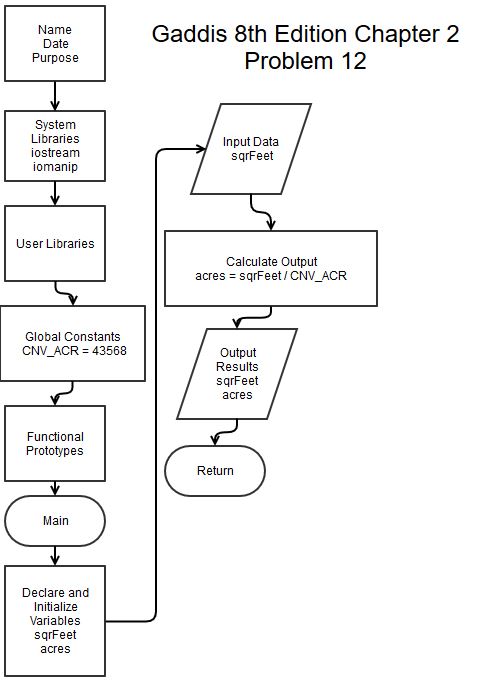 Gaddis 8th Edition Chapter 2
Problem 12
Name
Date
Purpose
System
Libraries
iostream
iomanip
User Libraries
Global Constants
CNV_ACR = 43568
Functional
Prototypes
Main
Declare and
Initialize
Variables
sqrFeet
acres
Input Data
sqrFeet
Calculate Output
acres = sqrFeet / CNV_ACR
Output
Results
sqrFeet
acres
Return